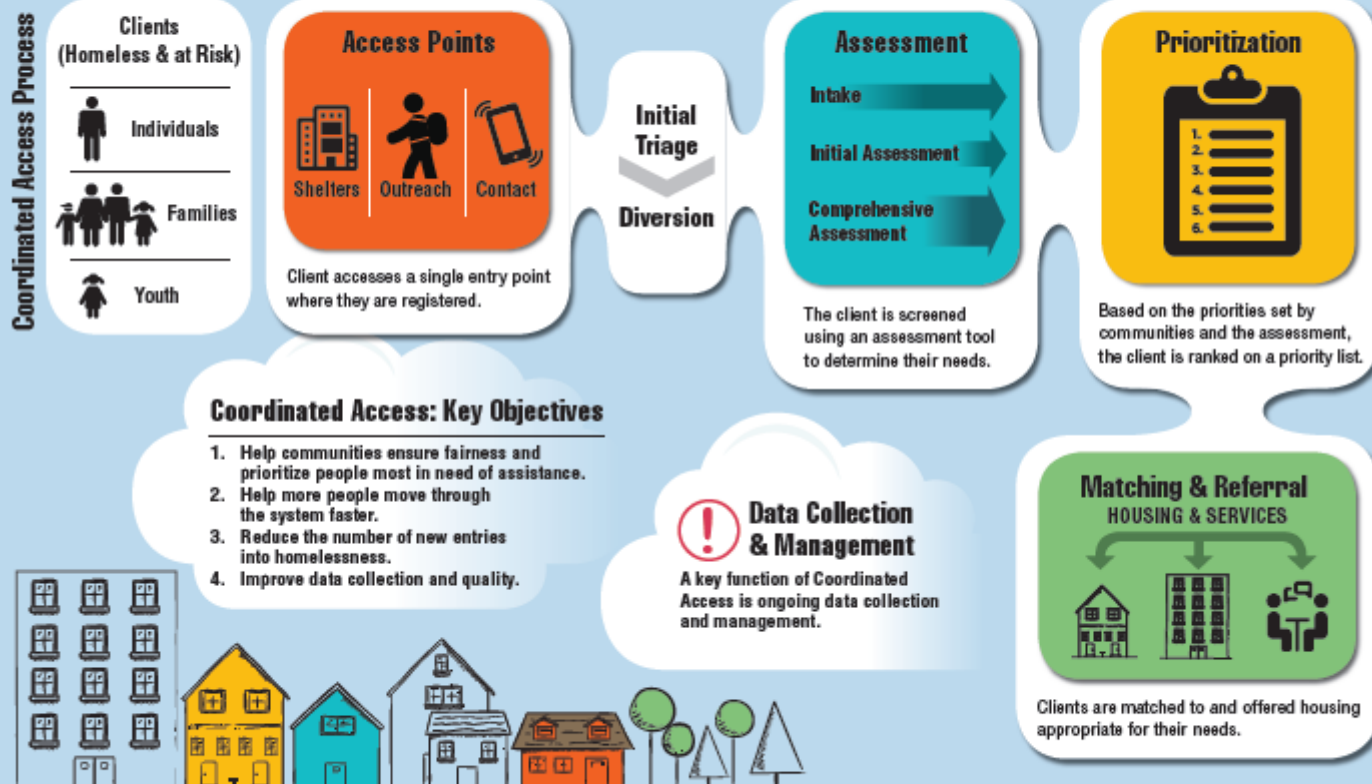 Coordinated Access Process
Clients
(Homeless & at Risk)
Individuals
Families
Youth
Access Points
Shelters
Outreach
Contact
Client accesses a single entry point
where they are registered.
Initial
Triage
Diversion
Assessment
Intake
Initial Assessment
Comprehensive
Assessment
The client is screened
using an assessment tool
to determine their needs.
Prioritization
1.
2.
3.
4.
5.
6.
Based on the priorities set by
communities and the assessment,
the client is ranked on a priority list.
Coordinated Access: Key Objectives
1. Help communities ensure fairness and
prioritize people most in need of assistance.
2. Help more people move through
the system faster.
3. Reduce the number of new entries
into homelessness.
4. Improve data collection and quality.
!
Data Collection
& Management
A key function of Coordinated
Access is ongoing data collection
and management.
Matching & Referral
HOUSING & SERVICES
Clients are matched to and offered housing
appropriate for their needs.